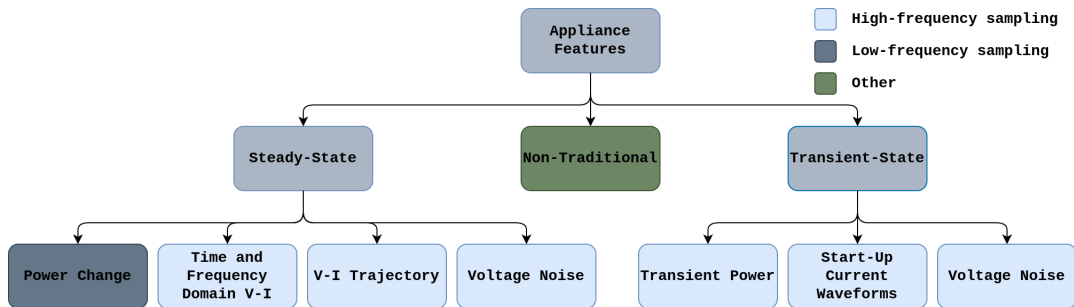 Appliance
Features
High-frequency sampling
Low-frequency sampling
Other
Steady-State
Non-Traditional
Transient-State
Power Change
Time and
Frequency
Domain V-I
V-I Trajectory
Voltage Noise
Transient Power
Start-Up
Current
Waveforms
Voltage Noise